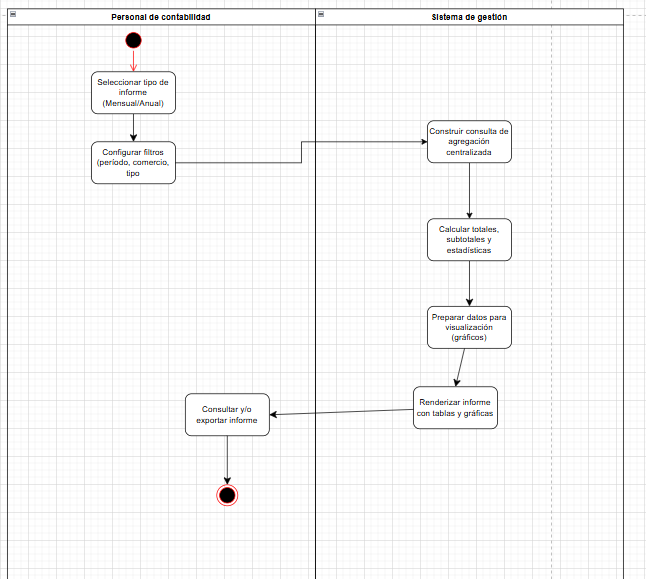 Personal de contabilidad
Sistema de gestión
Seleccionar tipo de
informe
(Mensual/Anual)
Configurar filtros
(período, comercio,
tipo
Construir consulta de
agregación
centralizada
Calcular totales,
subtotales y
estadísticas
Preparar datos para
visualización
(gráficos)
Renderizar informe
con tablas y gráficas
Consultar y/o
exportar informe